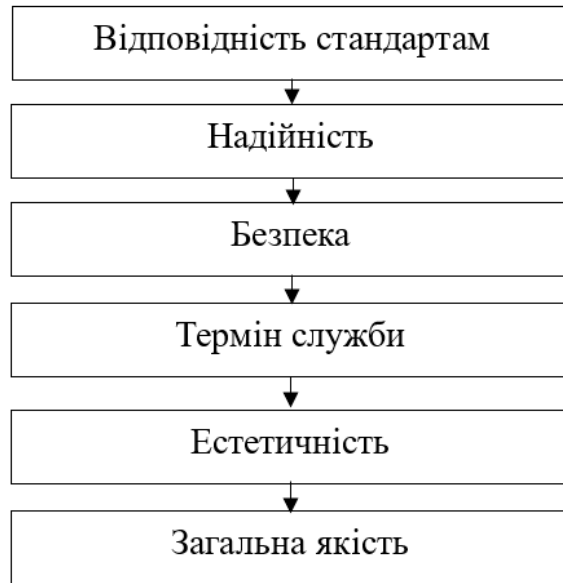 Відповідність стандартам
Надійність
Безпека
Термін служби
Естетичність
Загальна якість